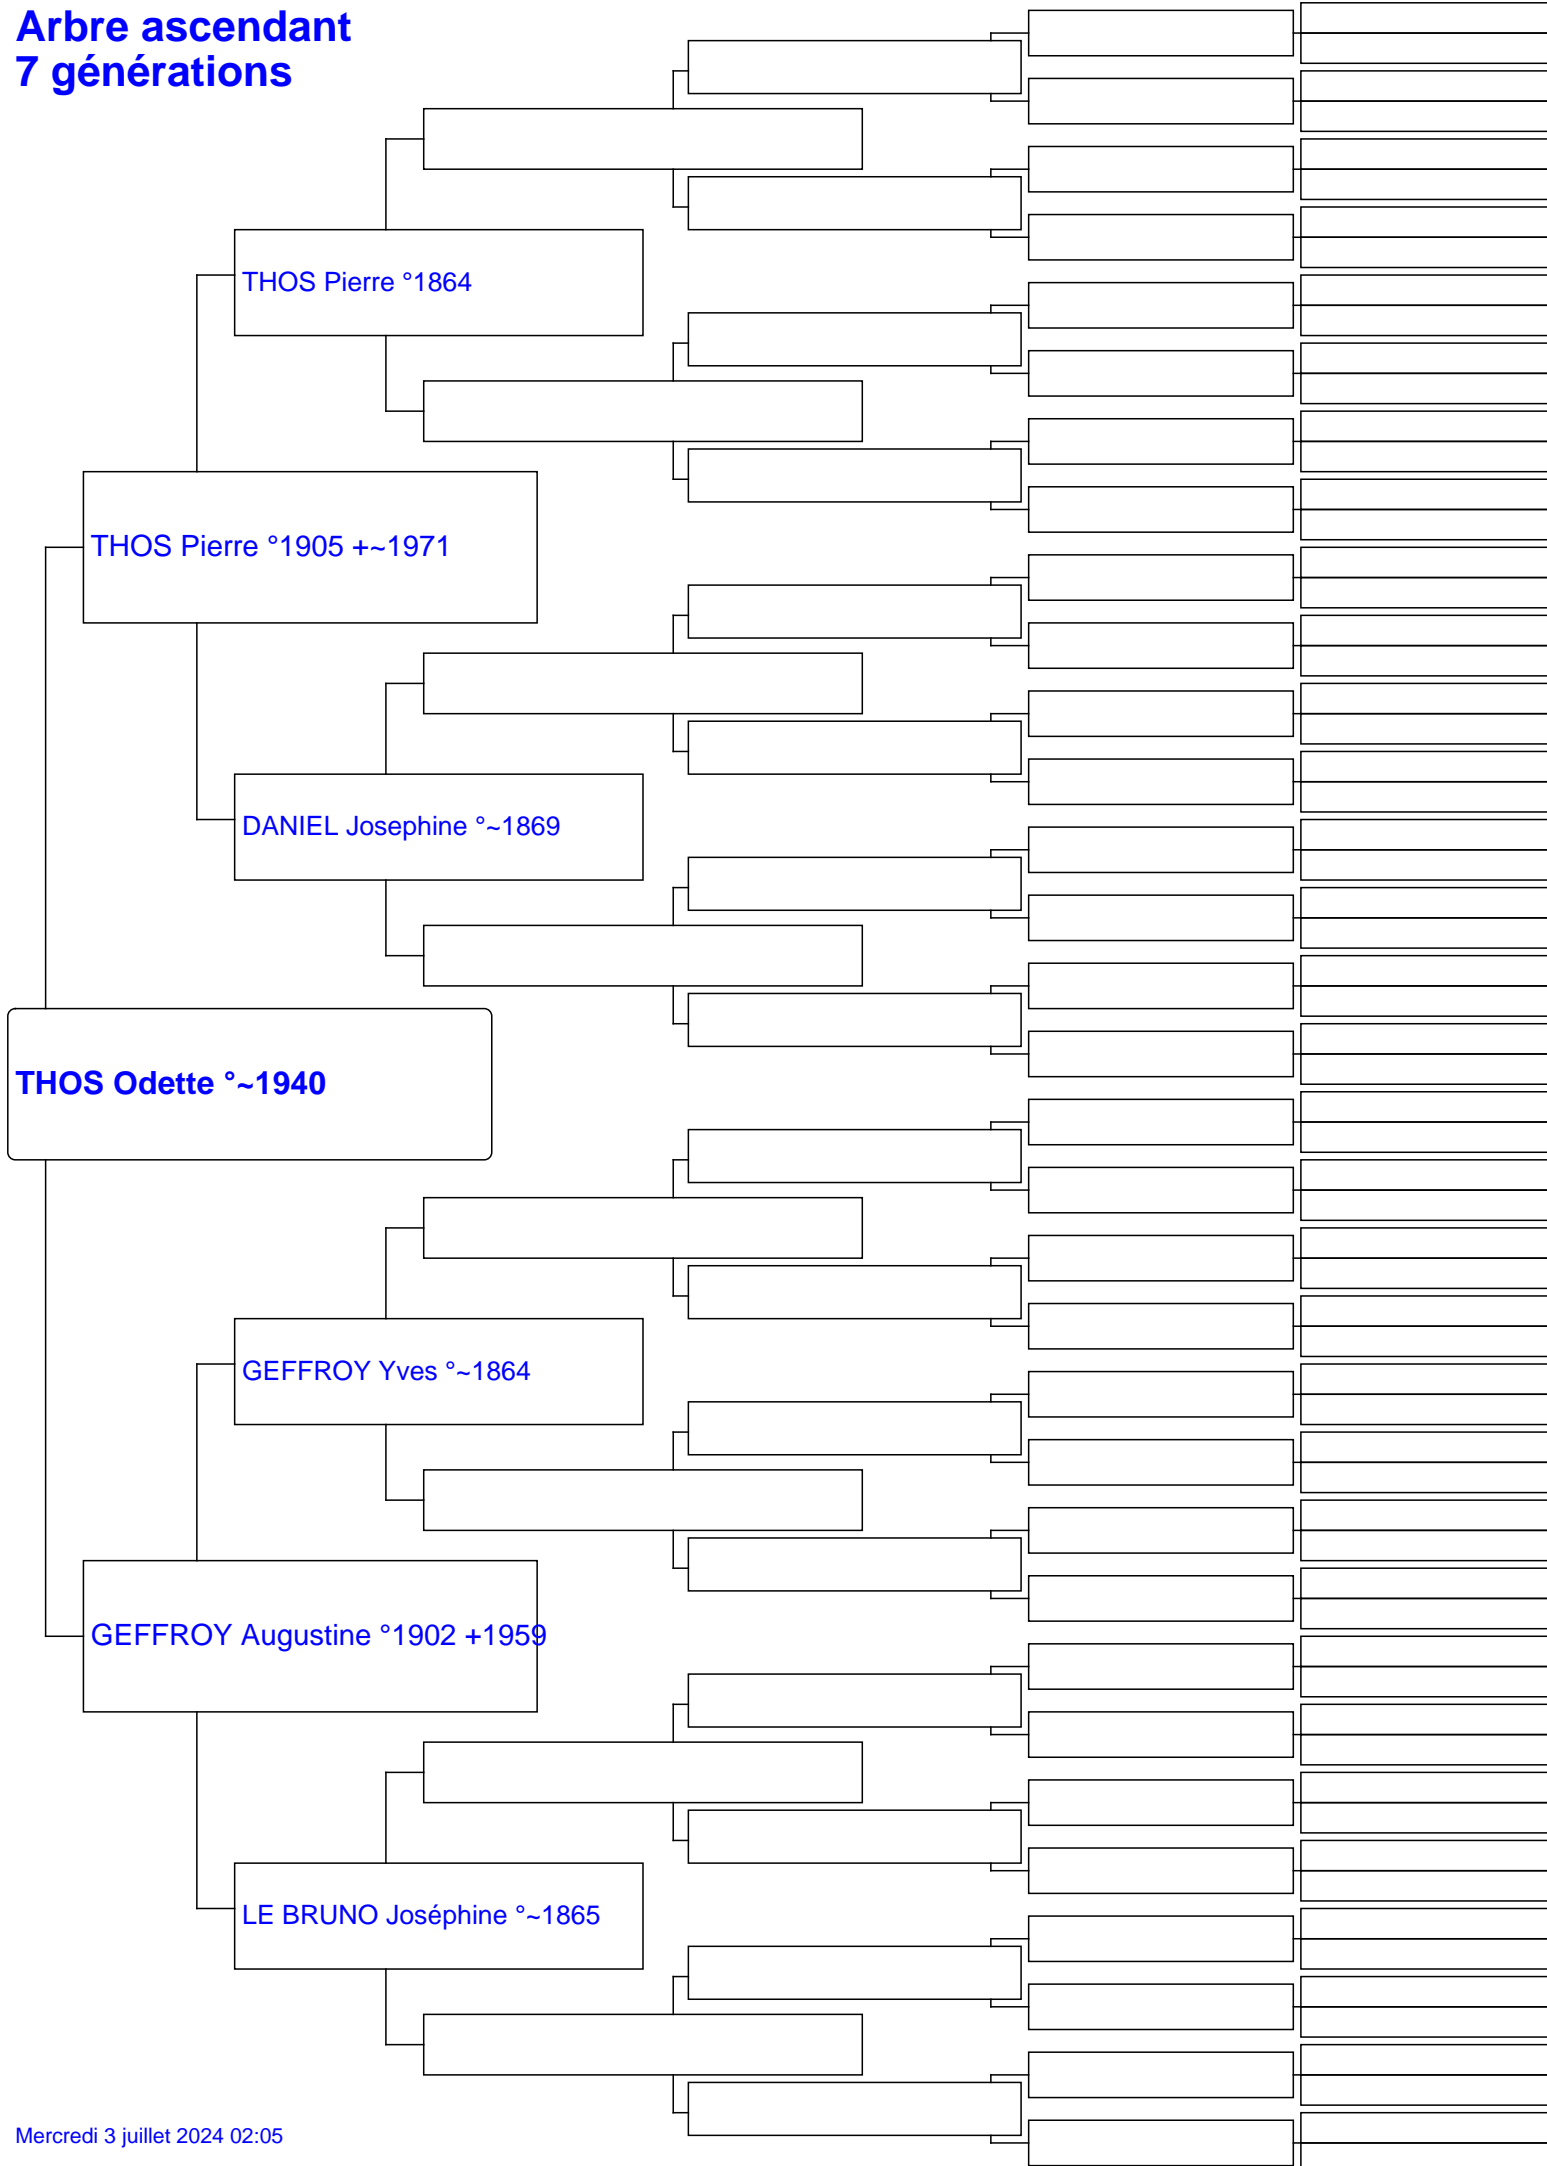 Arbre ascendant
7 générations
THOS Pierre °1864
THOS Pierre °1905 +~1971
DANIEL Josephine °~1869
THOS Odette °~1940
GEFFROY Yves °~1864
GEFFROY Augustine °1902 +1959
LE BRUNO Joséphine °~1865
Mercredi 3 juillet 2024 02:05